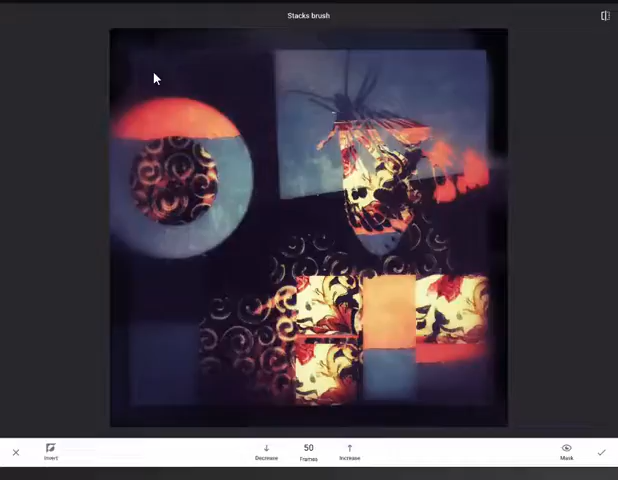 Stacks brush
Invert
Decrease
50
Frames
Increase
Mask